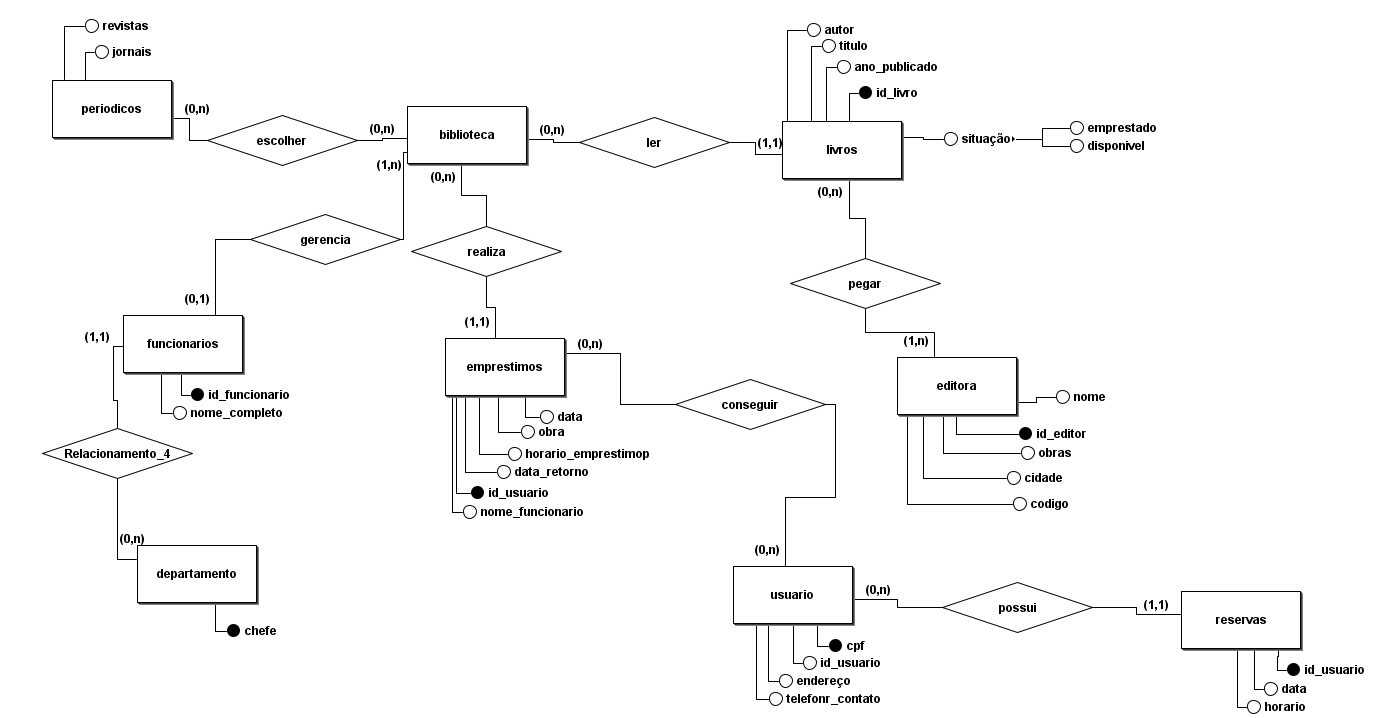 revistas
jornais
periodicos
(0,n)
escolher
(0,n)
biblioteca
(0,n)
ler
(1,1)
autor
titulo
ano_publicado
id_livro
livros
situação
emprestado
disponivel
(1,n)
(0,n)
(0,n)
gerencia
realiza
pegar
(0,1)
(1,1)
(1,1)
(0,n)
(1,n)
funcionarios
id_funcionario
nome_completo
emprestimos
data
obra
horario_emprestimop
data_retorno
id_usuario
nome_funcionario
conseguir
editora
nome
id_editor
obras
cidade
codigo
Relacionamento_4
(0,n)
departamento
chefe
(0,n)
usuario
(0,n)
possui
(1,1)
reservas
cpf
id_usuario
endereço
telefonr_contato
id_usuario
data
horario